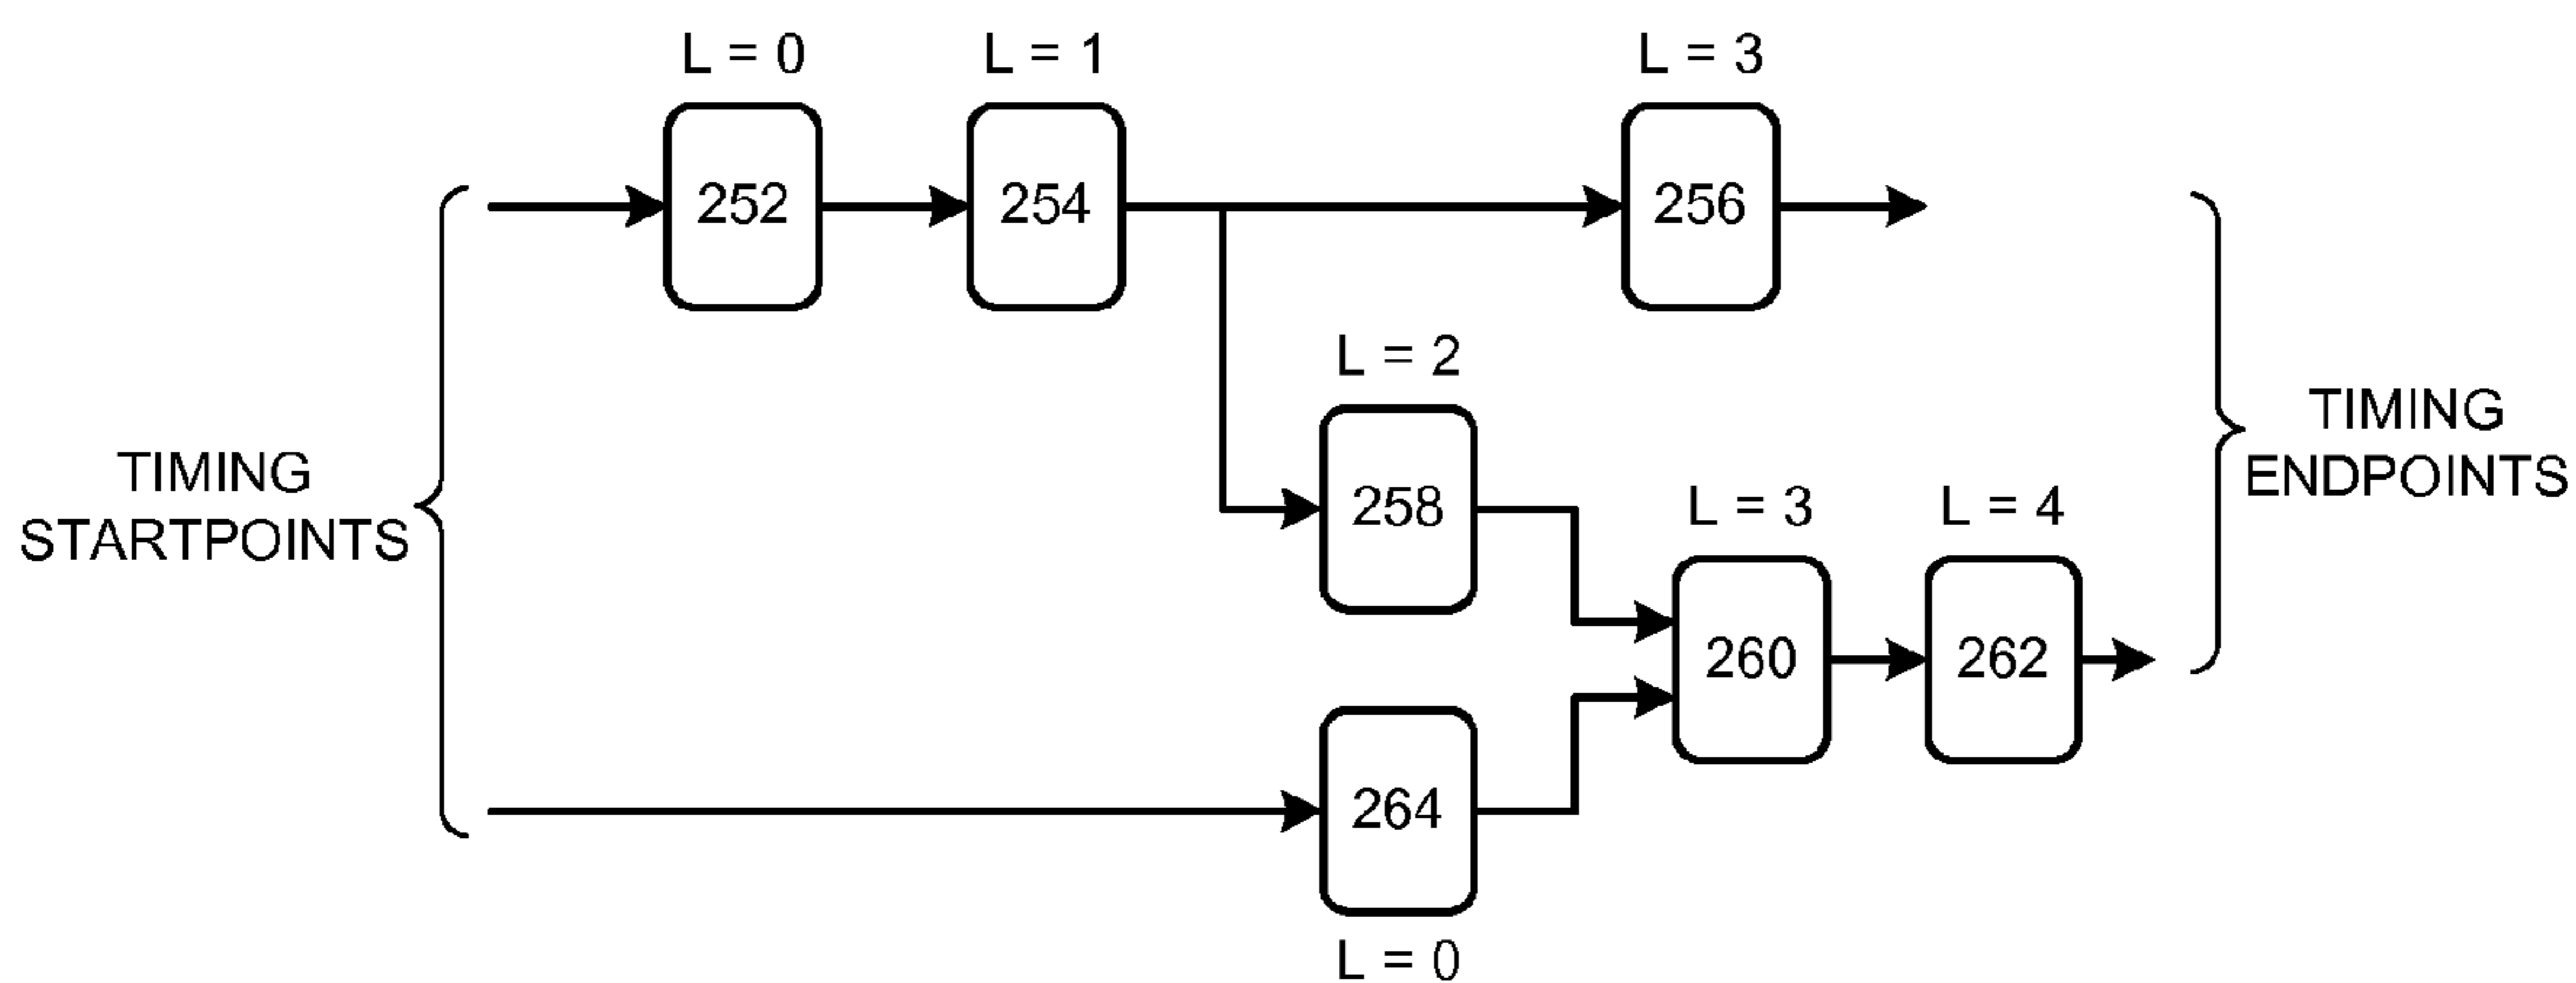 L = 0
L = 1
L = 3
252
254
256
L = 2
TIMING
ENDPOINTS
TIMING
STARTPOINTS
258
L = 3
L = 4
260
262
264
L = 0